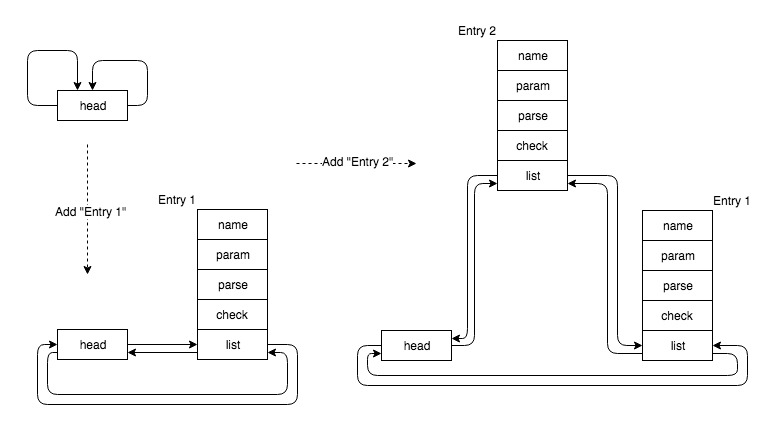 head
Add "Entry 1"
Entry 1
name
param
parse
check
head
list
Add "Entry 2"
Entry 2
name
param
parse
check
list
Entry 1
name
param
parse
check
head
list